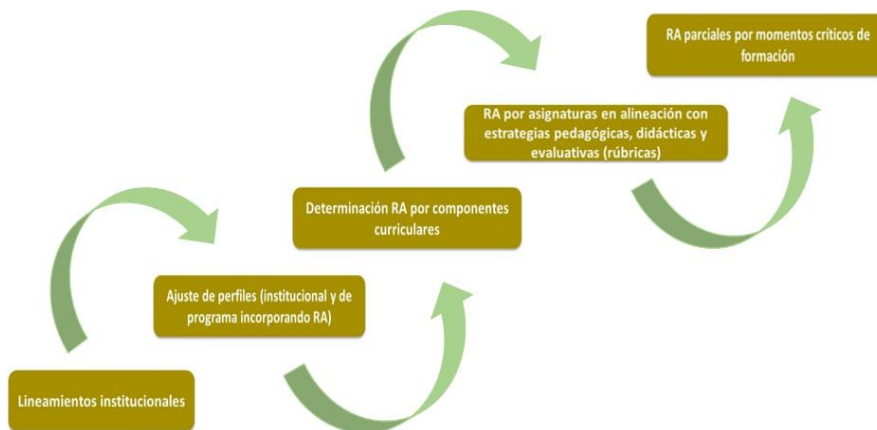 RA parciales por momentos criticos de
formación
RA por asignaturas en alineación con
estrategias pedagógicas, didácticas y
evaluativas (rúbricas)
Determinación RA por componentes
curriculares
Ajuste de perfiles (institucional y de
programa incorporando RA)
Lineamientos institucionales